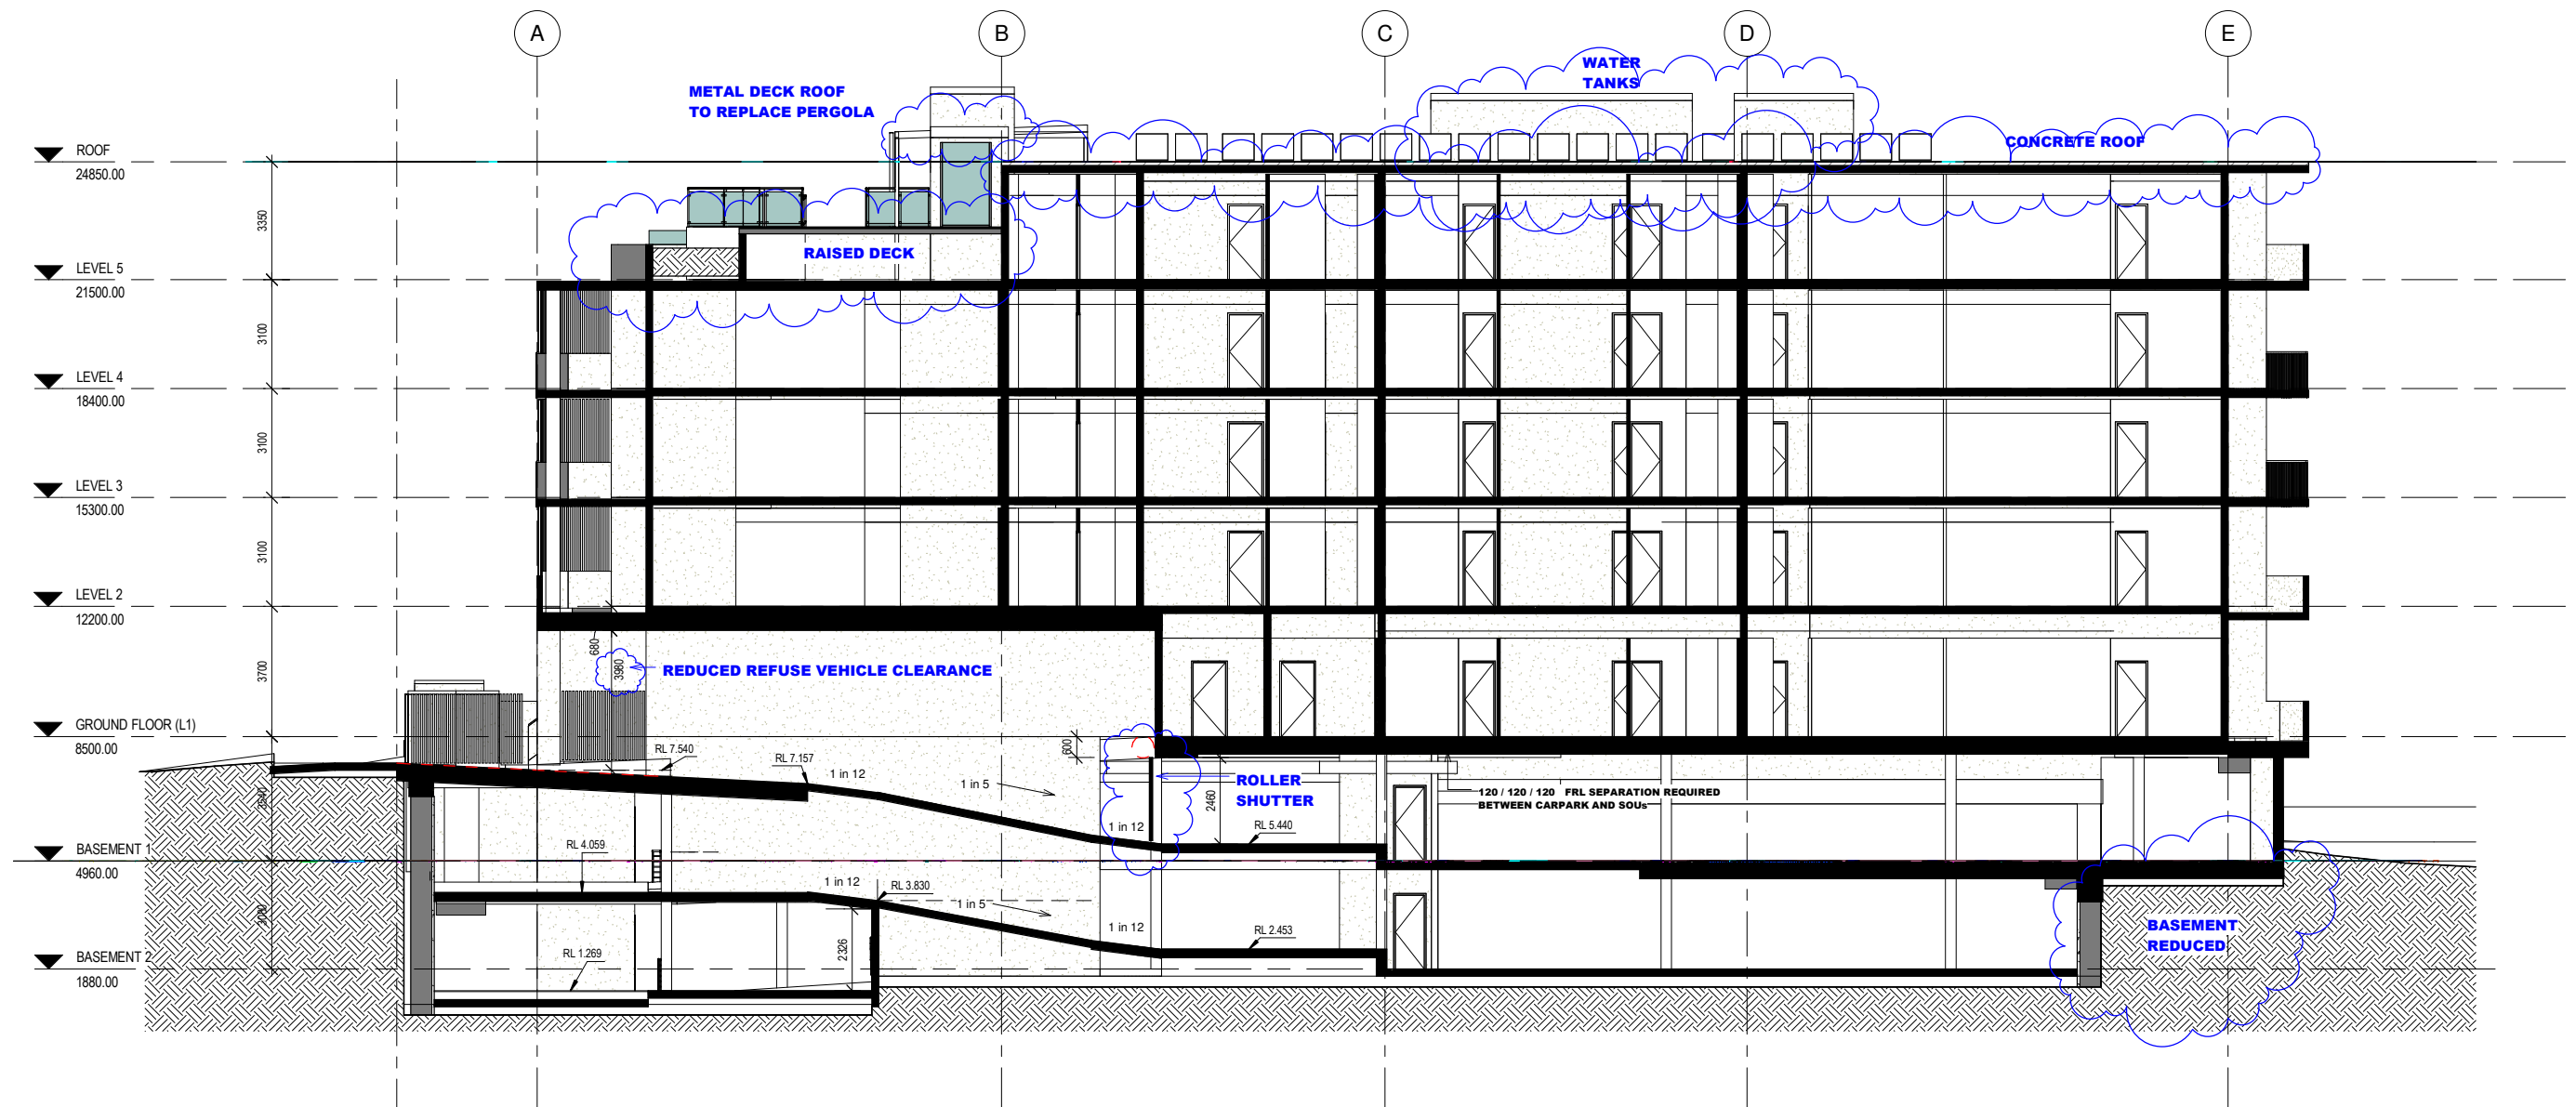 A
B
C
D
E
METAL DECK ROOF
TO REPLACE PERGOLA
WATER
TANKS
CONCRETE ROOF
ROOF
24850.00
3350
RAISED DECK
LEVEL 5
21500.00
3100
LEVEL 4
18400.00
3100
LEVEL 3
15300.00
3100
LEVEL 2
12200.00
680
3980
REDUCED REFUSE VEHICLE CLEARANCE
3700
GROUND FLOOR (L1)
8500.00
600
RL 7.540
RL 7.157
1 in 12
1 in 5
ROLLER
SHUTTER
2460
120 / 120 / 120 FRL SEPARATION REQUIRED
BETWEEN CARPARK AND SOUs
1 in 12
RL 5.440
BASEMENT 1
4960.00
RL 4.059
1 in 12
RL 3.830
1 in 5
3080
1 in 12
RL 2.453
BASEMENT
REDUCED
2326
BASEMENT 2
1880.00
RL 1.269